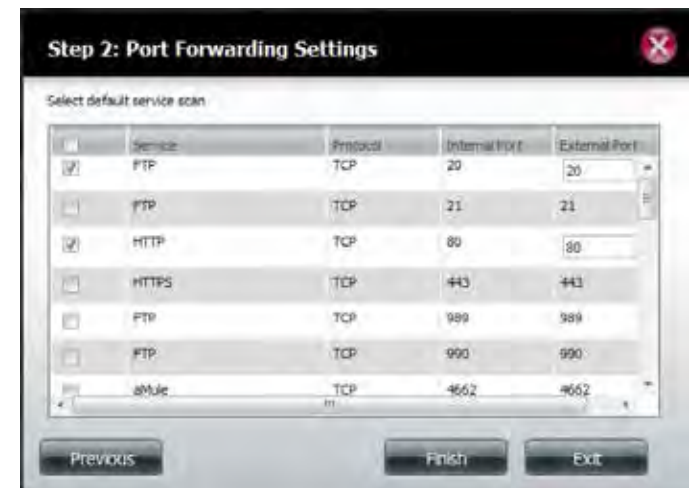 Step 2: Port Forwarding Settings
Select default service scan
Service Protocol Internal Port External Port
FTP TCP 20 20
FTP TCP 21 21
HTTP TCP 80 80
HTTPS TCP 443 443
FTP TCP 989 989
FTP TCP 990 990
aMule TCP 4662 4662
Previous Finish Exit